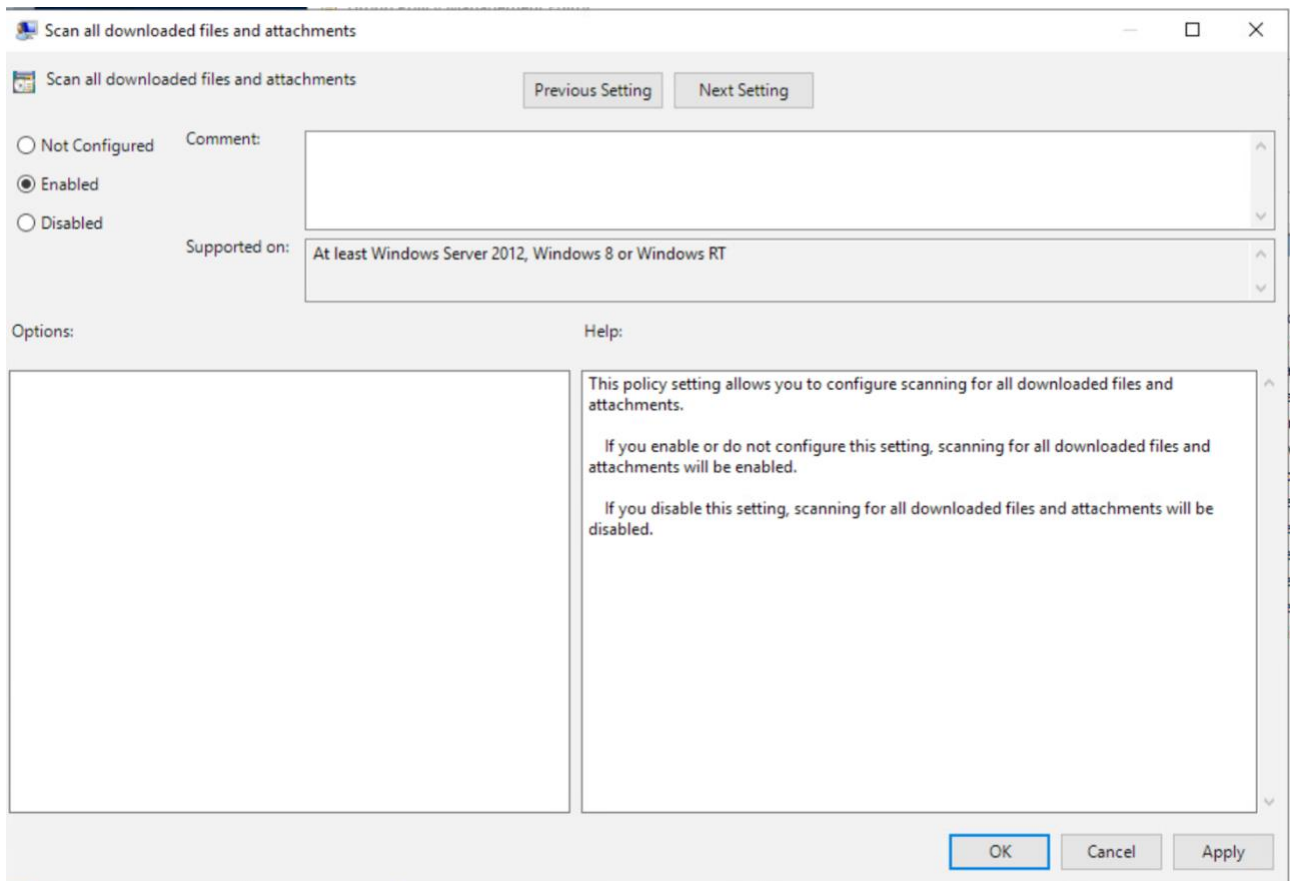 Scan all downloaded files and attachments
Scan all downloaded files and attachments
Previous Setting
Next Setting
Not Configured
Comment:
Enabled
Disabled
Supported on:
At least Windows Server 2012, Windows 8 or Windows RT
Options:
Help:
This policy setting allows you to configure scanning for all downloaded files and
attachments.
If you enable or do not configure this setting, scanning for all downloaded files and
attachments will be enabled.
If you disable this setting, scanning for all downloaded files and attachments will be
disabled.
OK
Cancel
Apply